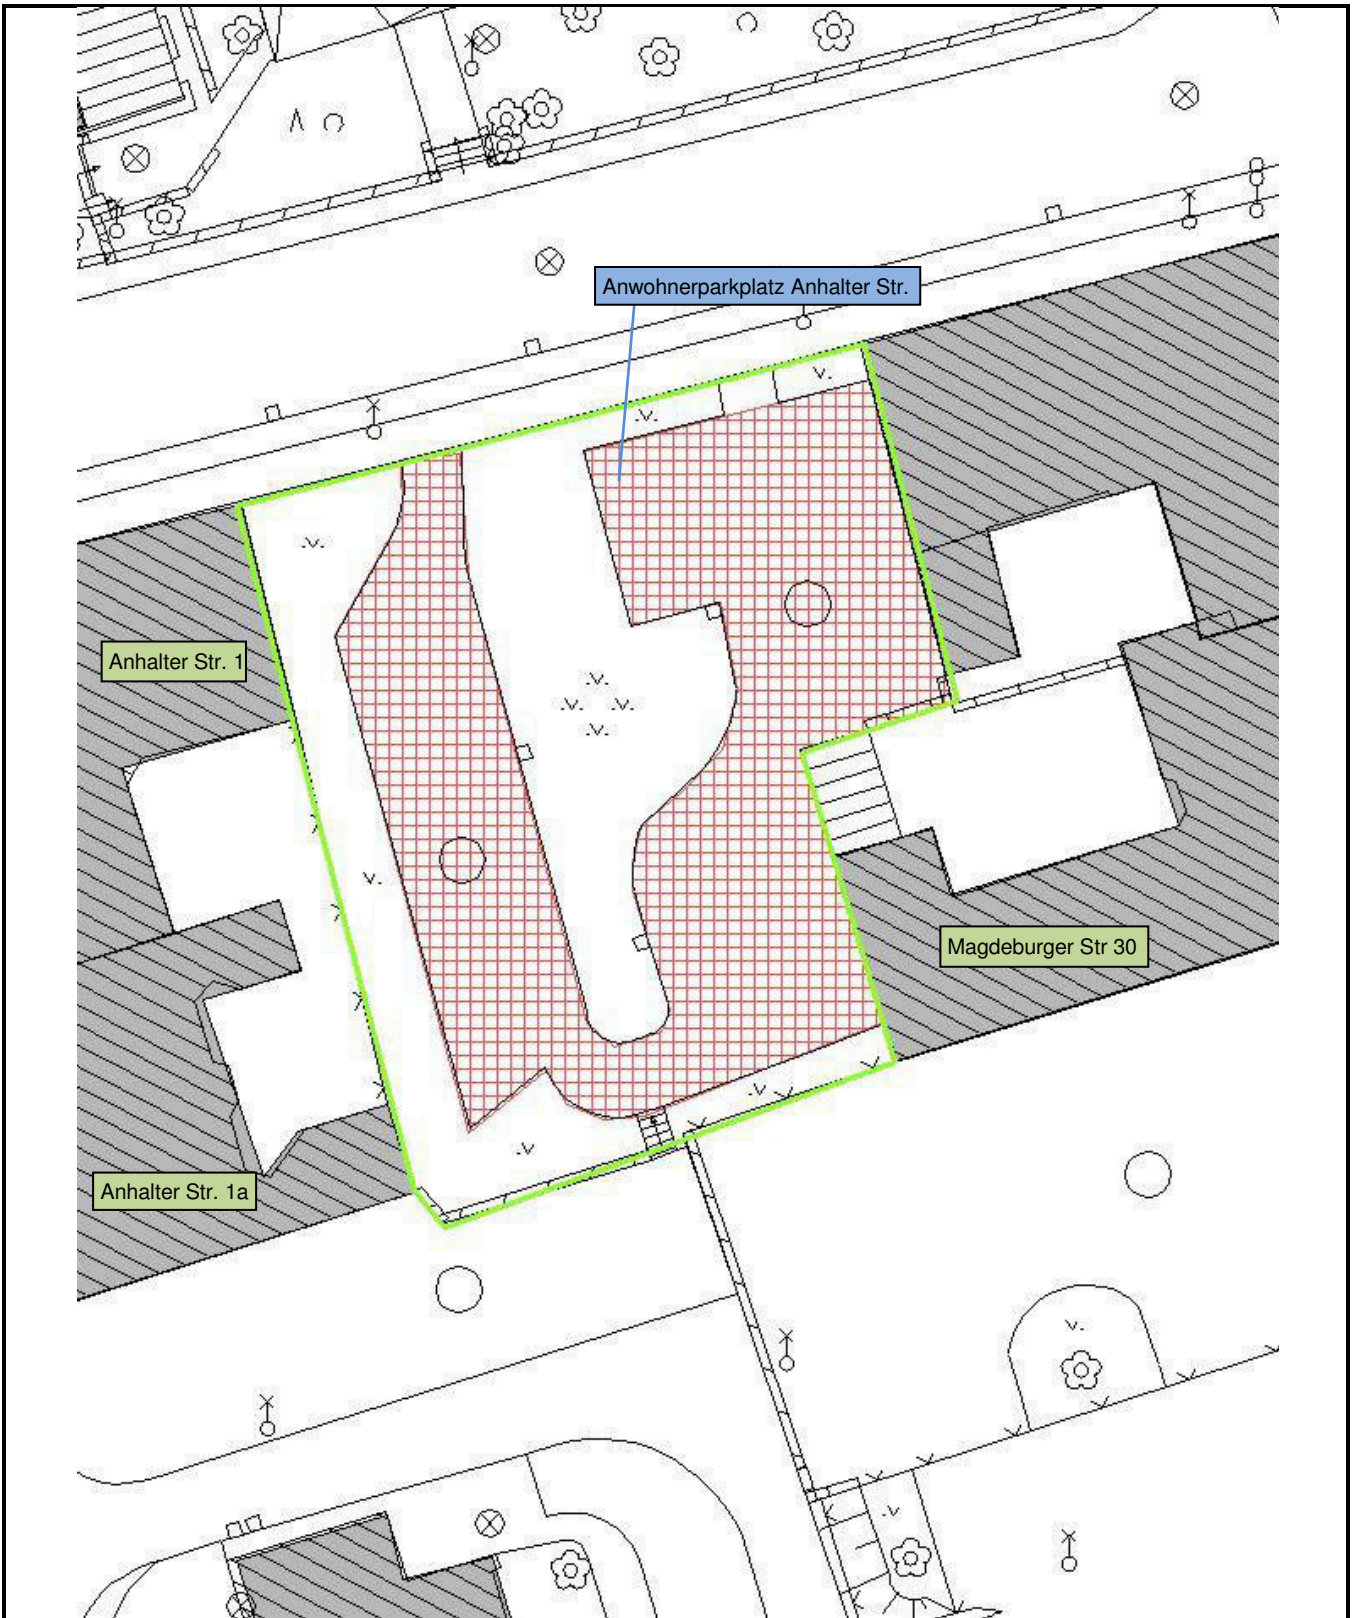 Anwohnerparkplatz Anhalter Str.
Anhalter Str. 1
Magdeburger Str 30
Anhalter Str. 1a